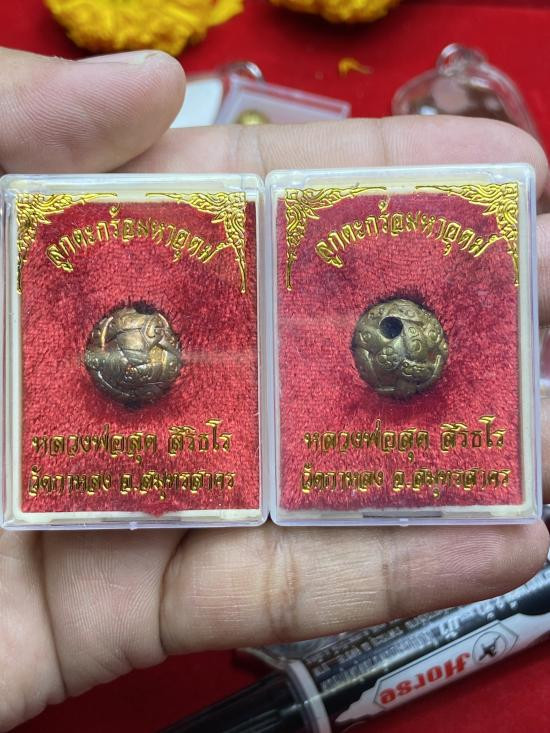 ลูกตะกร้อมหาอุตม์
หลวงพ่อสุด สิริธโร
วัดกาหลง จ.สมุทรสาคร
ลูกตะกร้อมหาอุตม์
หลวงพ่อสุด สิริธโร
วัดกาหลง จ.สมุทรสาคร
Horse